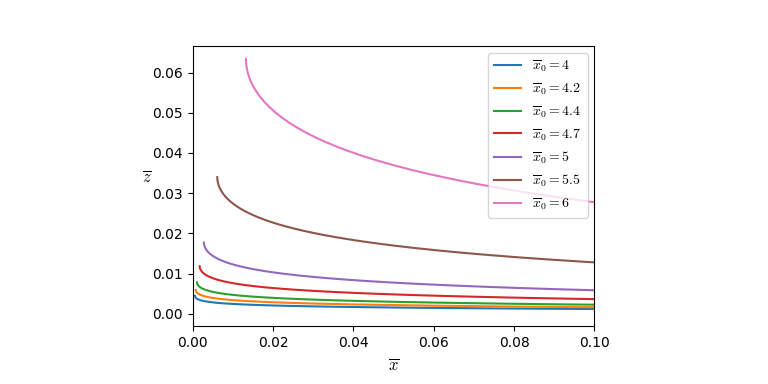 0.06
0.05
0.04
0.03
0.02
0.01
0.00
z̅
0.00 0.02 0.04 0.06 0.08 0.10
x̅
x̅₀ = 4
x̅₀ = 4.2
x̅₀ = 4.4
x̅₀ = 4.7
x̅₀ = 5
x̅₀ = 5.5
x̅₀ = 6